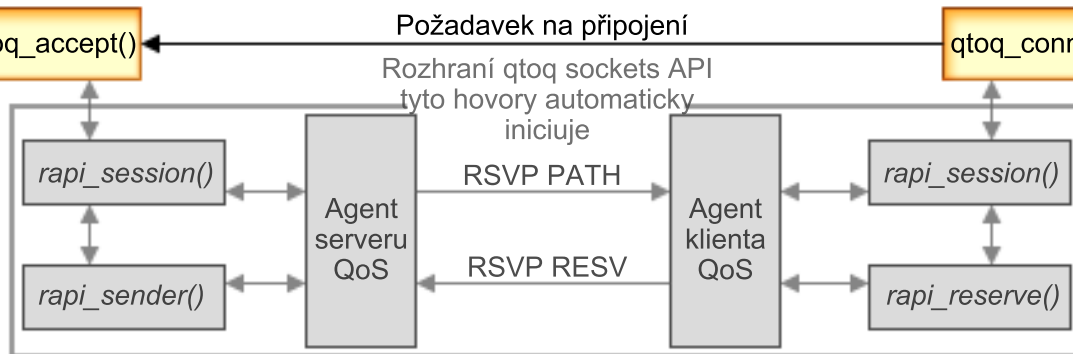 oq_accept()
Požadavek na připojení
qtoq_conn
Rozhraní qtoq sockets API
tyto hovory automaticky
iniciuje
rapi_session()
RSVP PATH
rapi_session()
Agent
serveru
QoS
Agent
klienta
QoS
RSVP RESV
rapi_sender()
rapi_reserve()